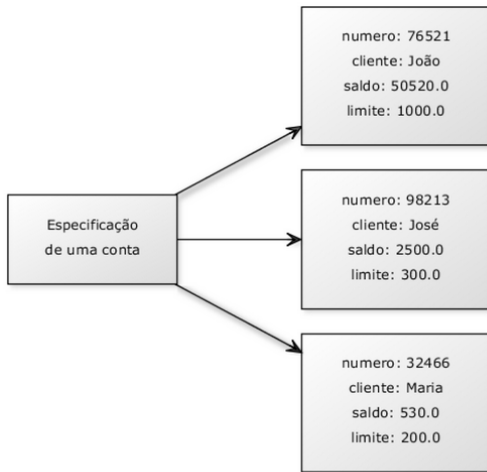 numero: 76521
cliente: João
saldo: 50520.0
limite: 1000.0
Especificação
de uma conta
numero: 98213
cliente: José
saldo: 2500.0
limite: 300.0
numero: 32466
cliente: Maria
saldo: 530.0
limite: 200.0